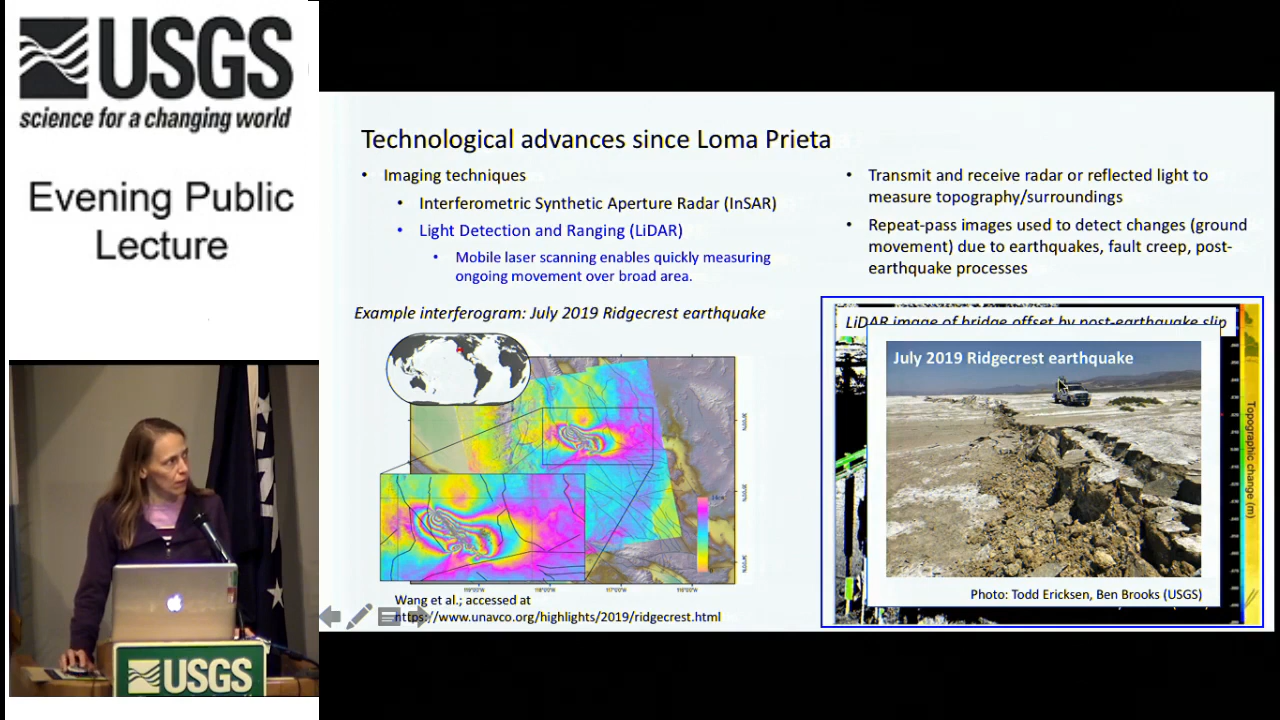 USGS
science for a changing world
Evening Public
Lecture
Technological advances since Loma Prieta
• Imaging techniques
• Interferometric Synthetic Aperture Radar (InSAR)
• Light Detection and Ranging (LiDAR)
• Mobile laser scanning enables quickly measuring
ongoing movement over broad area.
• Transmit and receive radar or reflected light to
measure topography/surroundings
• Repeat-pass images used to detect changes (ground
movement) due to earthquakes, fault creep, post-
earthquake processes
Example interferogram: July 2019 Ridgecrest earthquake
Wang et al.; accessed at
https://www.unavco.org/highlights/2019/ridgecrest.html
LiDAR image of bridge offset by post-earthquake slip
July 2019 Ridgecrest earthquake
Topographic change (m)
Photo: Todd Ericksen, Ben Brooks (USGS)
USGS